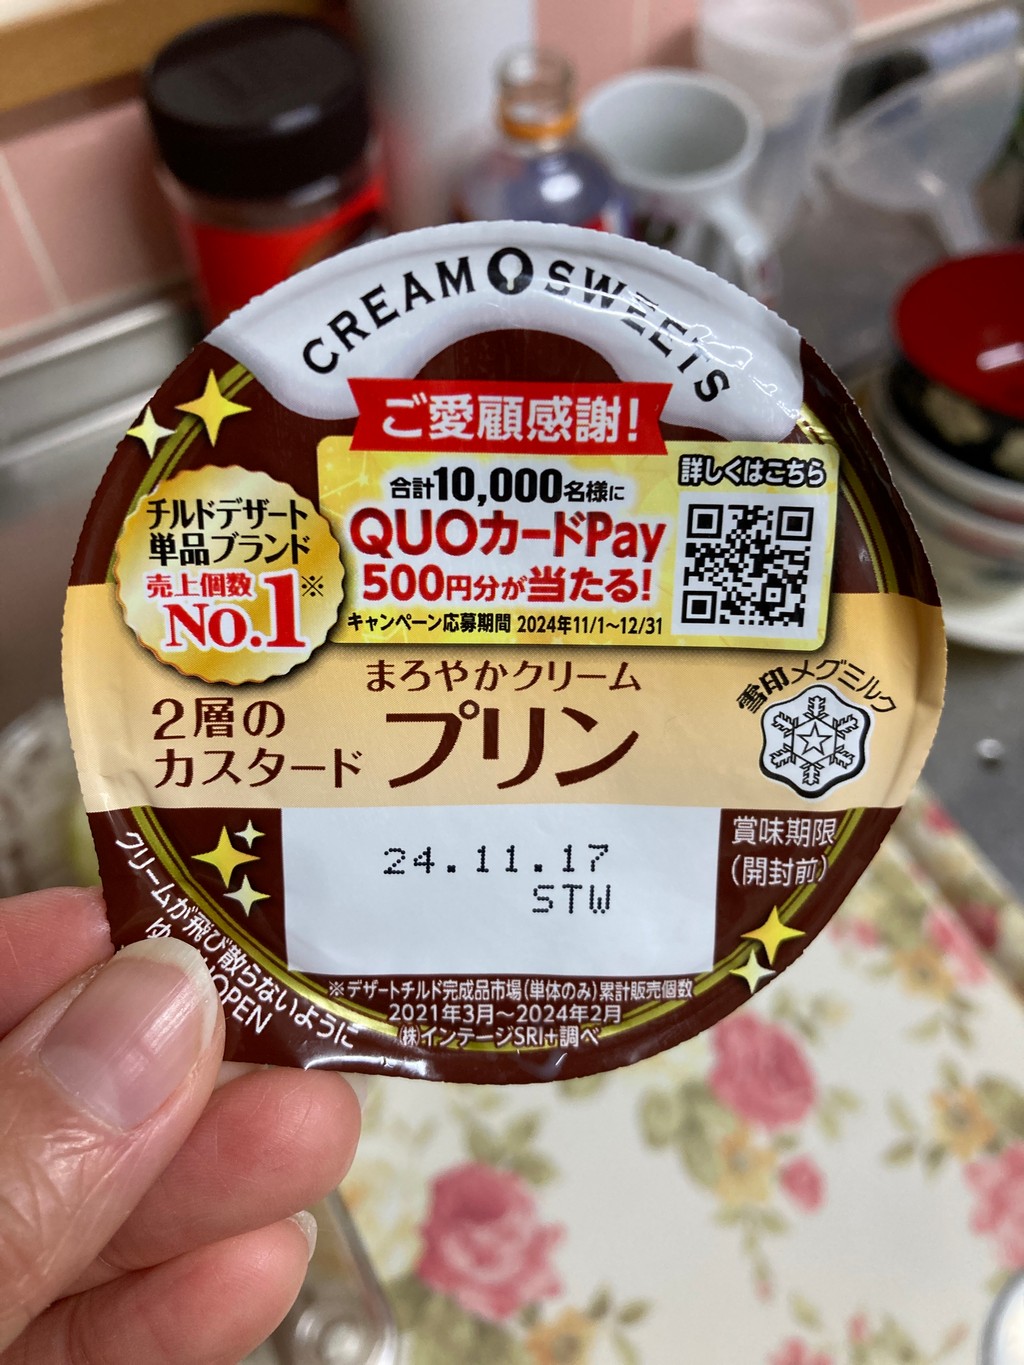 CREAM SWEETS
ご愛顧感謝！
合計10,000名様に
QUOカードPay
500円分が当たる！
キャンペーン応募期間 2024年11/1～12/31
詳しくはこちら
チルドデザート
単品ブランド
売上個数
No.1※
まろやかクリーム
2層の
カスタード
プリン
雪印メグミルク
24.11.17
STW
賞味期限
（開封前）
クリームが飛び散らないように
OPEN
※デザートチルド完成品市場（単体のみ）累計販売個数
2021年3月～2024年2月
㈱インテージSRI+調べ